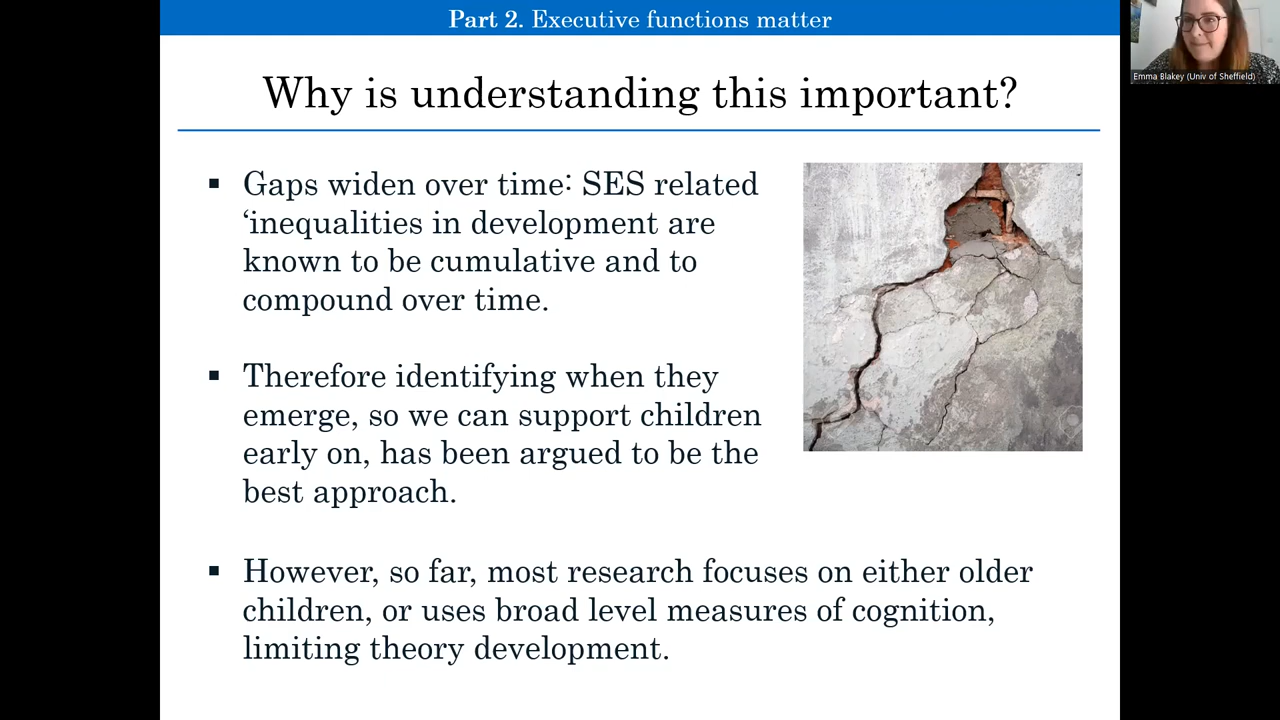 Part 2. Executive functions matter
Emma Blakey (Univ of Sheffield)
Why is understanding this important?
▪ Gaps widen over time: SES related
‘inequalities in development are
known to be cumulative and to
compound over time.
▪ Therefore identifying when they
emerge, so we can support children
early on, has been argued to be the
best approach.
▪ However, so far, most research focuses on either older
children, or uses broad level measures of cognition,
limiting theory development.